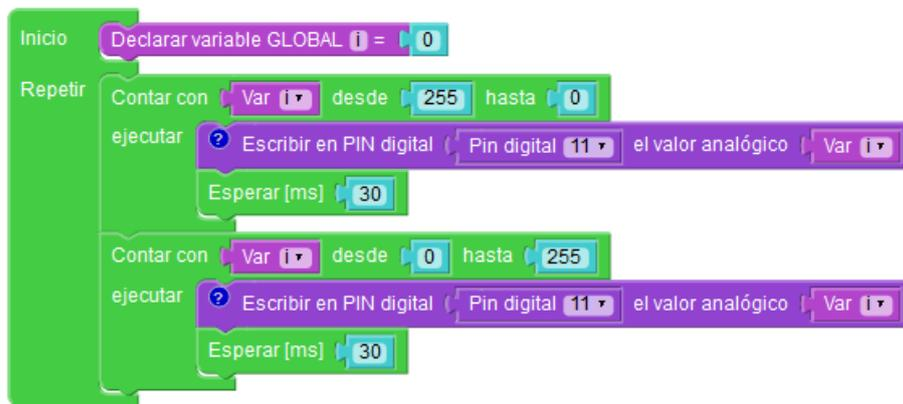 Inicio Declarar variable GLOBAL i = 0
Repetir Contar con Var i desde 255 hasta 0
ejecutar ? Escribir en PIN digital Pin digital 11 el valor analógico Var i
Esperar [ms] 30
Contar con Var i desde 0 hasta 255
ejecutar ? Escribir en PIN digital Pin digital 11 el valor analógico Var i
Esperar [ms] 30